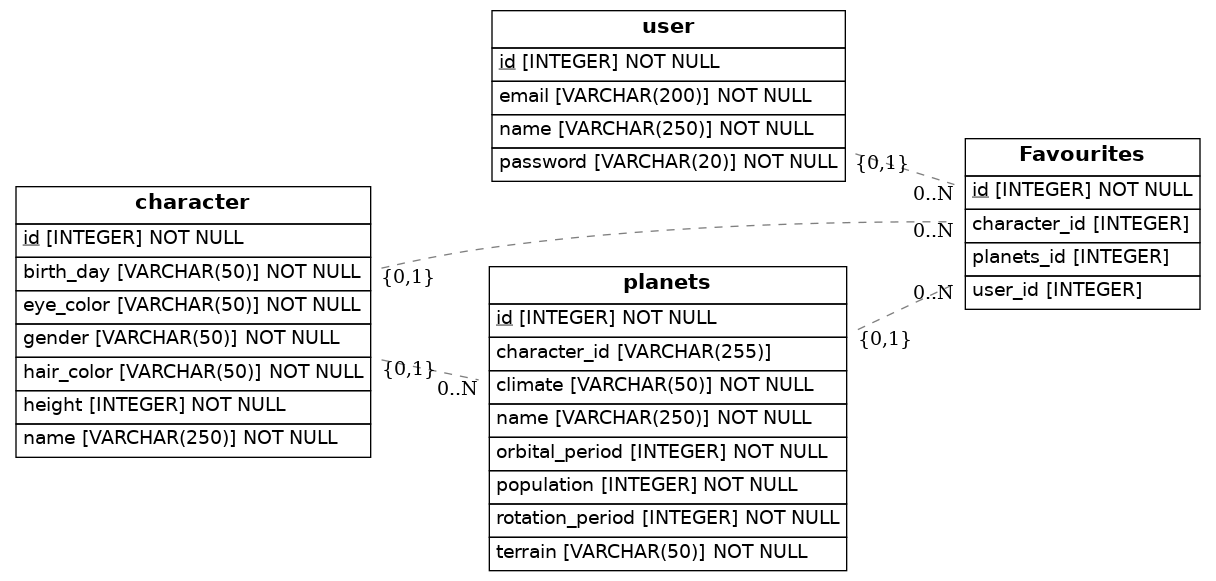 user
id [INTEGER] NOT NULL
email [VARCHAR(200)] NOT NULL
name [VARCHAR(250)] NOT NULL
password [VARCHAR(20)] NOT NULL
{0,1}
0..N
Favourites
id [INTEGER] NOT NULL
character_id [INTEGER]
planets_id [INTEGER]
user_id [INTEGER]
0..N
{0,1}
0..N
{0,1}
character
id [INTEGER] NOT NULL
birth_day [VARCHAR(50)] NOT NULL
eye_color [VARCHAR(50)] NOT NULL
gender [VARCHAR(50)] NOT NULL
hair_color [VARCHAR(50)] NOT NULL
height [INTEGER] NOT NULL
name [VARCHAR(250)] NOT NULL
{0,1}
0..N
planets
id [INTEGER] NOT NULL
character_id [VARCHAR(255)]
climate [VARCHAR(50)] NOT NULL
name [VARCHAR(250)] NOT NULL
orbital_period [INTEGER] NOT NULL
population [INTEGER] NOT NULL
rotation_period [INTEGER] NOT NULL
terrain [VARCHAR(50)] NOT NULL